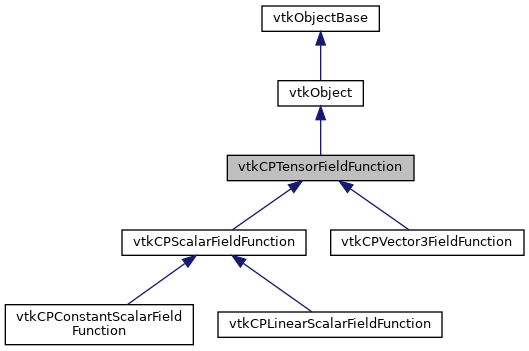 vtkObjectBase
vtkObject
vtkCPTensorFieldFunction
vtkCPScalarFieldFunction
vtkCPVector3FieldFunction
vtkCPConstantScalarField
Function
vtkCPLinearScalarFieldFunction